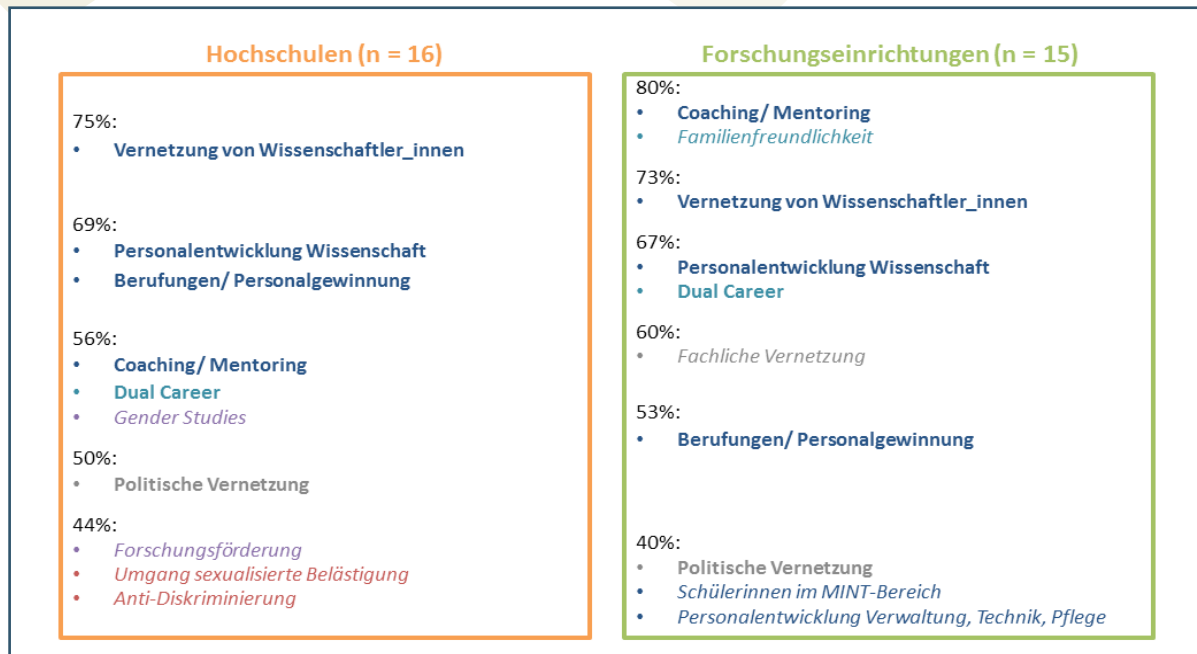 Hochschulen (n = 16)
75%:
• Vernetzung von Wissenschaftler_innen
69%:
• Personalentwicklung Wissenschaft
• Berufungen/ Personalgewinnung
56%:
• Coaching/ Mentoring
• Dual Career
• Gender Studies
50%:
• Politische Vernetzung
44%:
• Forschungsförderung
• Umgang sexualisierte Belästigung
• Anti-Diskriminierung
Forschungseinrichtungen (n = 15)
80%:
• Coaching/ Mentoring
• Familienfreundlichkeit
73%:
• Vernetzung von Wissenschaftler_innen
67%:
• Personalentwicklung Wissenschaft
• Dual Career
60%:
• Fachliche Vernetzung
53%:
• Berufungen/ Personalgewinnung
40%:
• Politische Vernetzung
• Schülerinnen im MINT-Bereich
• Personalentwicklung Verwaltung, Technik, Pflege